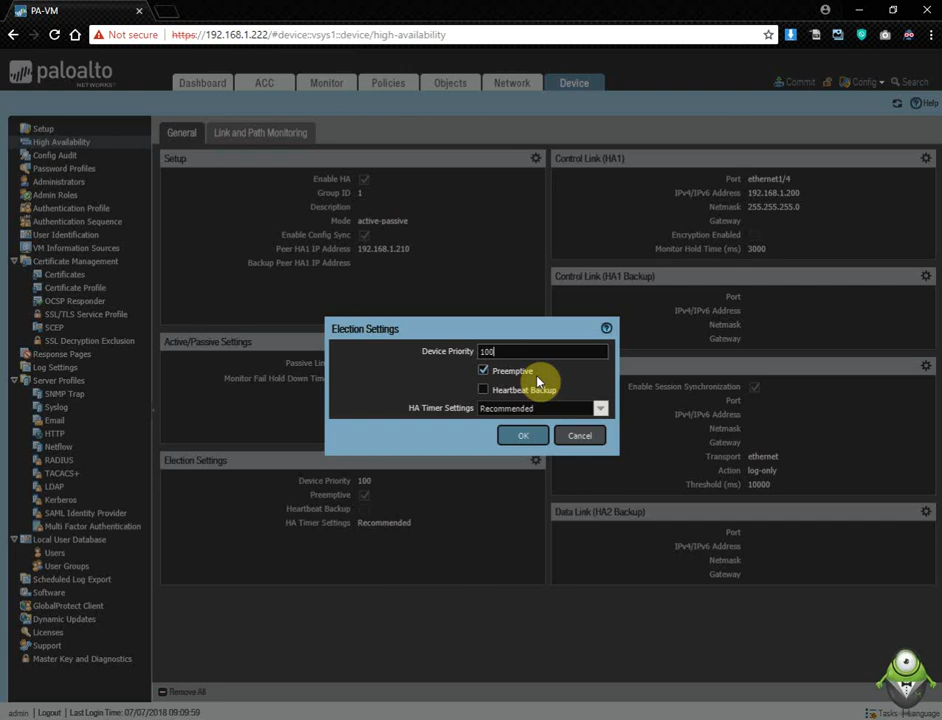 PA-VM
Not secure
https://192.168.1.222/#device::vsys1::device/high-availability
paloalto
NETWORKS
Dashboard
ACC
Monitor
Policies
Objects
Network
Device
Commit
Config
Search
Help
Setup
High Availability
Config Audit
Password Profiles
Administrators
Admin Roles
Authentication Profile
Authentication Sequence
User Identification
VM Information Sources
Certificate Management
Certificates
Certificate Profile
OCSP Responder
SSL/TLS Service Profile
SCEP
SSL Decryption Exclusion
Response Pages
Log Settings
Server Profiles
SNMP Trap
Syslog
Email
HTTP
Netflow
RADIUS
TACACS+
LDAP
Kerberos
SAML Identity Provider
Multi Factor Authentication
Local User Database
Users
User Groups
Scheduled Log Export
Software
GlobalProtect Client
Dynamic Updates
Licenses
Support
Master Key and Diagnostics
General
Link and Path Monitoring
Setup
Enable HA
Group ID 1
Description
Mode active-passive
Enable Config Sync
Peer HA1 IP Address 192.168.1.210
Backup Peer HA1 IP Address
Active/Passive Settings
Passive Lin
Monitor Fail Hold Down Tim
Election Settings
Device Priority 100
Preemptive
Heartbeat Backup
HA Timer Settings Recommended
Control Link (HA1)
Port ethernet1/4
IPv4/IPv6 Address 192.168.1.200
Netmask 255.255.255.0
Gateway
Encryption Enabled
Monitor Hold Time (ms) 3000
Control Link (HA1 Backup)
Port
IPv4/IPv6 Address
Netmask
Gateway
Enable Session Synchronization
Port
IPv4/IPv6 Address
Netmask
Gateway
Transport ethernet
Action log-only
Threshold (ms) 10000
Data Link (HA2 Backup)
Port
IPv4/IPv6 Address
Netmask
Gateway
Election Settings
Device Priority 100
Preemptive
Heartbeat Backup
HA Timer Settings Recommended
OK
Cancel
Remove All
admin | Logout | Last Login Time: 07/07/2018 09:09:59
Tasks | Language